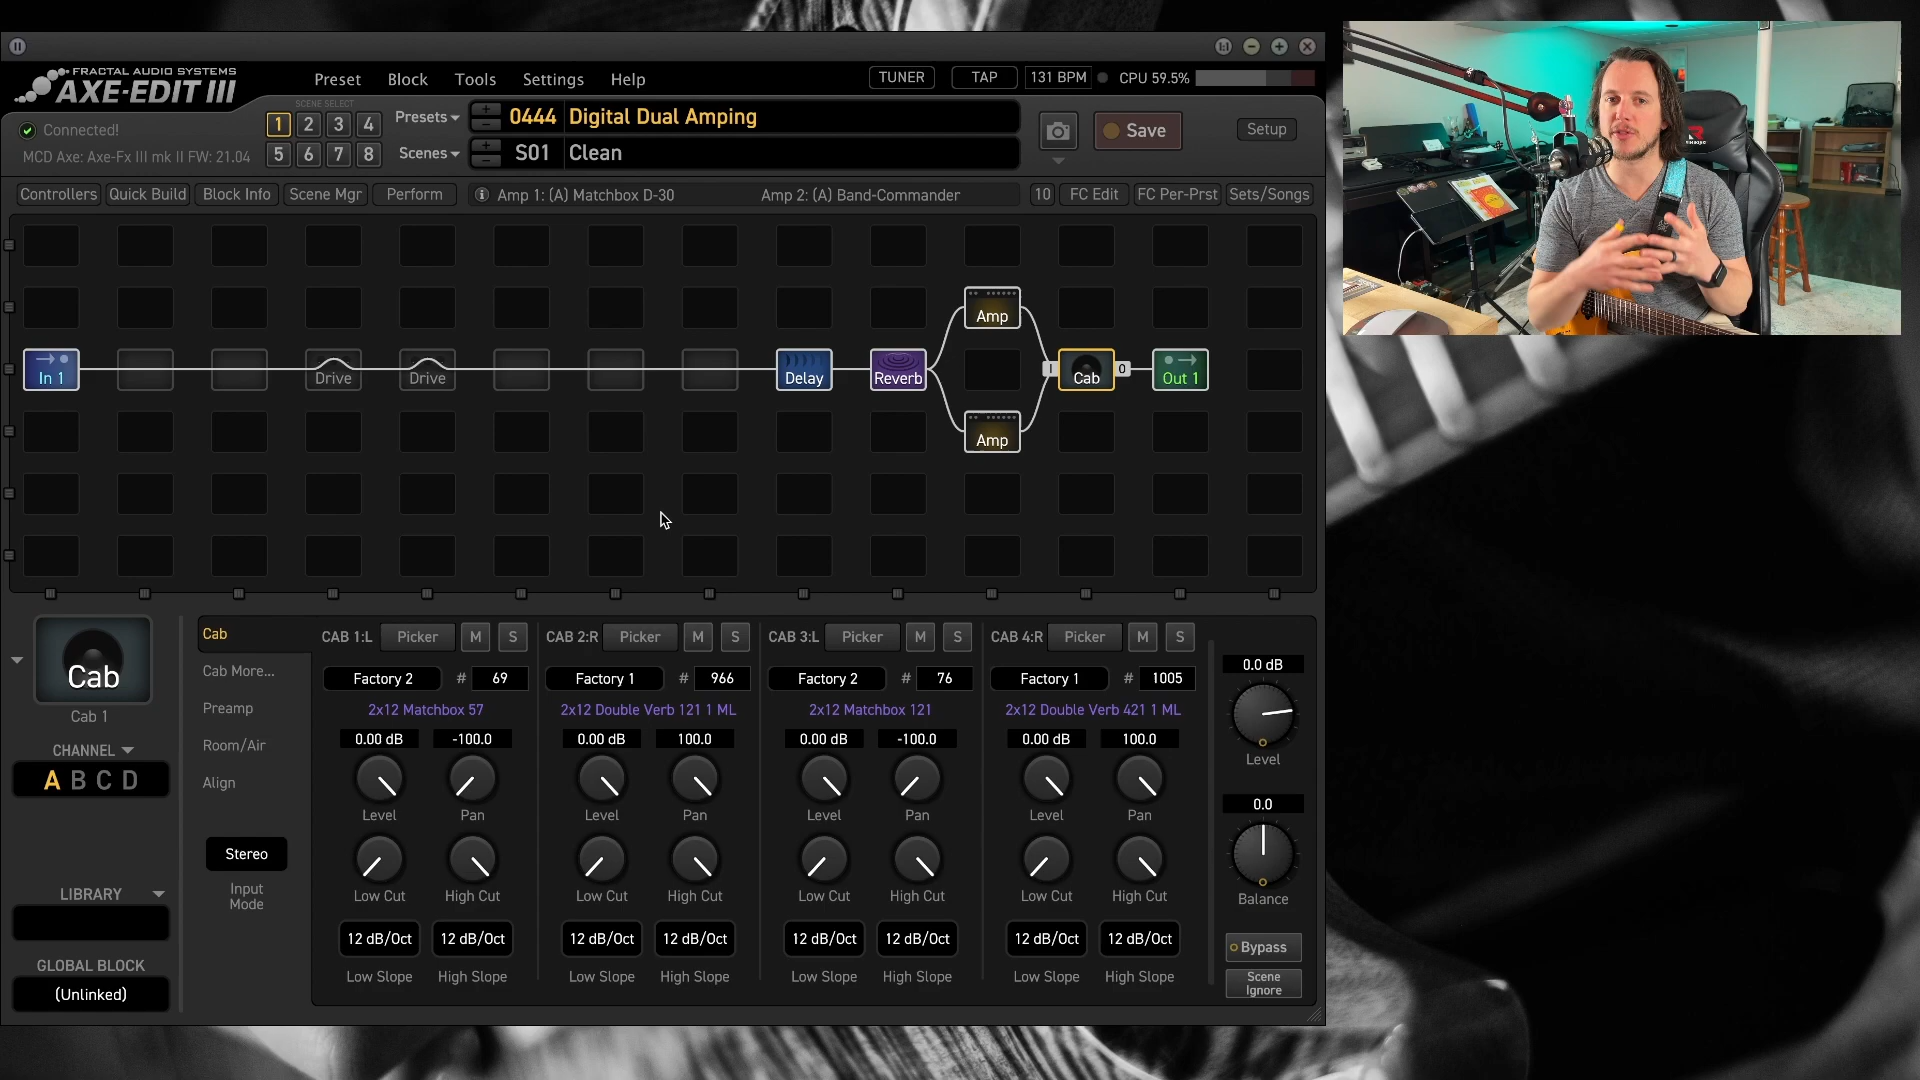 FRACTAL AUDIO SYSTEMS
AXE-EDIT III
Preset Block Tools Settings Help
TUNER TAP 131 BPM CPU 59.5%
SCENE SELECT
1 2 3 4
5 6 7 8
Presets 0444 Digital Dual Amping
Scenes S01 Clean
Save Setup
Connected!
MCD Axe: Axe-Fx III mk II FW: 21.04
Controllers Quick Build Block Info Scene Mgr Perform Amp 1: (A) Matchbox D-30 Amp 2: (A) Band-Commander 10 FC Edit FC Per-Prst Sets/Songs
Amp
In 1 Drive Drive Delay Reverb Cab O Out 1
Amp
Cab
Cab 1
CHANNEL
A B C D
LIBRARY
GLOBAL BLOCK
(Unlinked)
Cab
Cab More...
Preamp
Room/Air
Align
Stereo
Input
Mode
CAB 1:L Picker M S CAB 2:R Picker M S CAB 3:L Picker M S CAB 4:R Picker M S
Factory 2 # 69 Factory 1 # 966 Factory 2 # 76 Factory 1 # 1005
2x12 Matchbox 57 2x12 Double Verb 121 1 ML 2x12 Matchbox 121 2x12 Double Verb 421 1 ML
0.00 dB -100.0 0.00 dB 100.0 0.00 dB -100.0 0.00 dB 100.0
Level Pan Level Pan Level Pan Level Pan
Low Cut High Cut Low Cut High Cut Low Cut High Cut Low Cut High Cut
12 dB/Oct 12 dB/Oct 12 dB/Oct 12 dB/Oct 12 dB/Oct 12 dB/Oct 12 dB/Oct 12 dB/Oct
Low Slope High Slope Low Slope High Slope Low Slope High Slope Low Slope High Slope
0.0 dB
Level
0.0
Balance
Bypass
Scene
Ignore